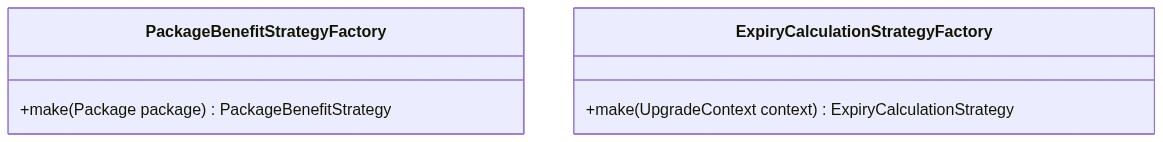 PackageBenefitStrategyFactory
+make(Package package) : PackageBenefitStrategy
ExpiryCalculationStrategyFactory
+make(UpgradeContext context) : ExpiryCalculationStrategy